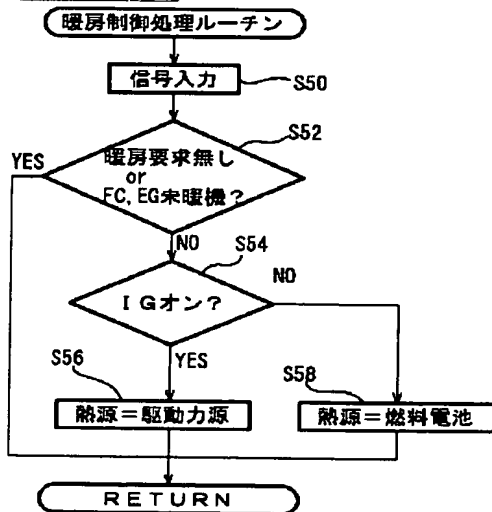 暖房制御処理ルーチン
信号入力
S50
S52
YES
暖房要求無し
or
FC, EG未暖機?
NO
S54
NO
IGオン?
YES
S56
S58
熱源=駆動力源
熱源=燃料電池
RETURN